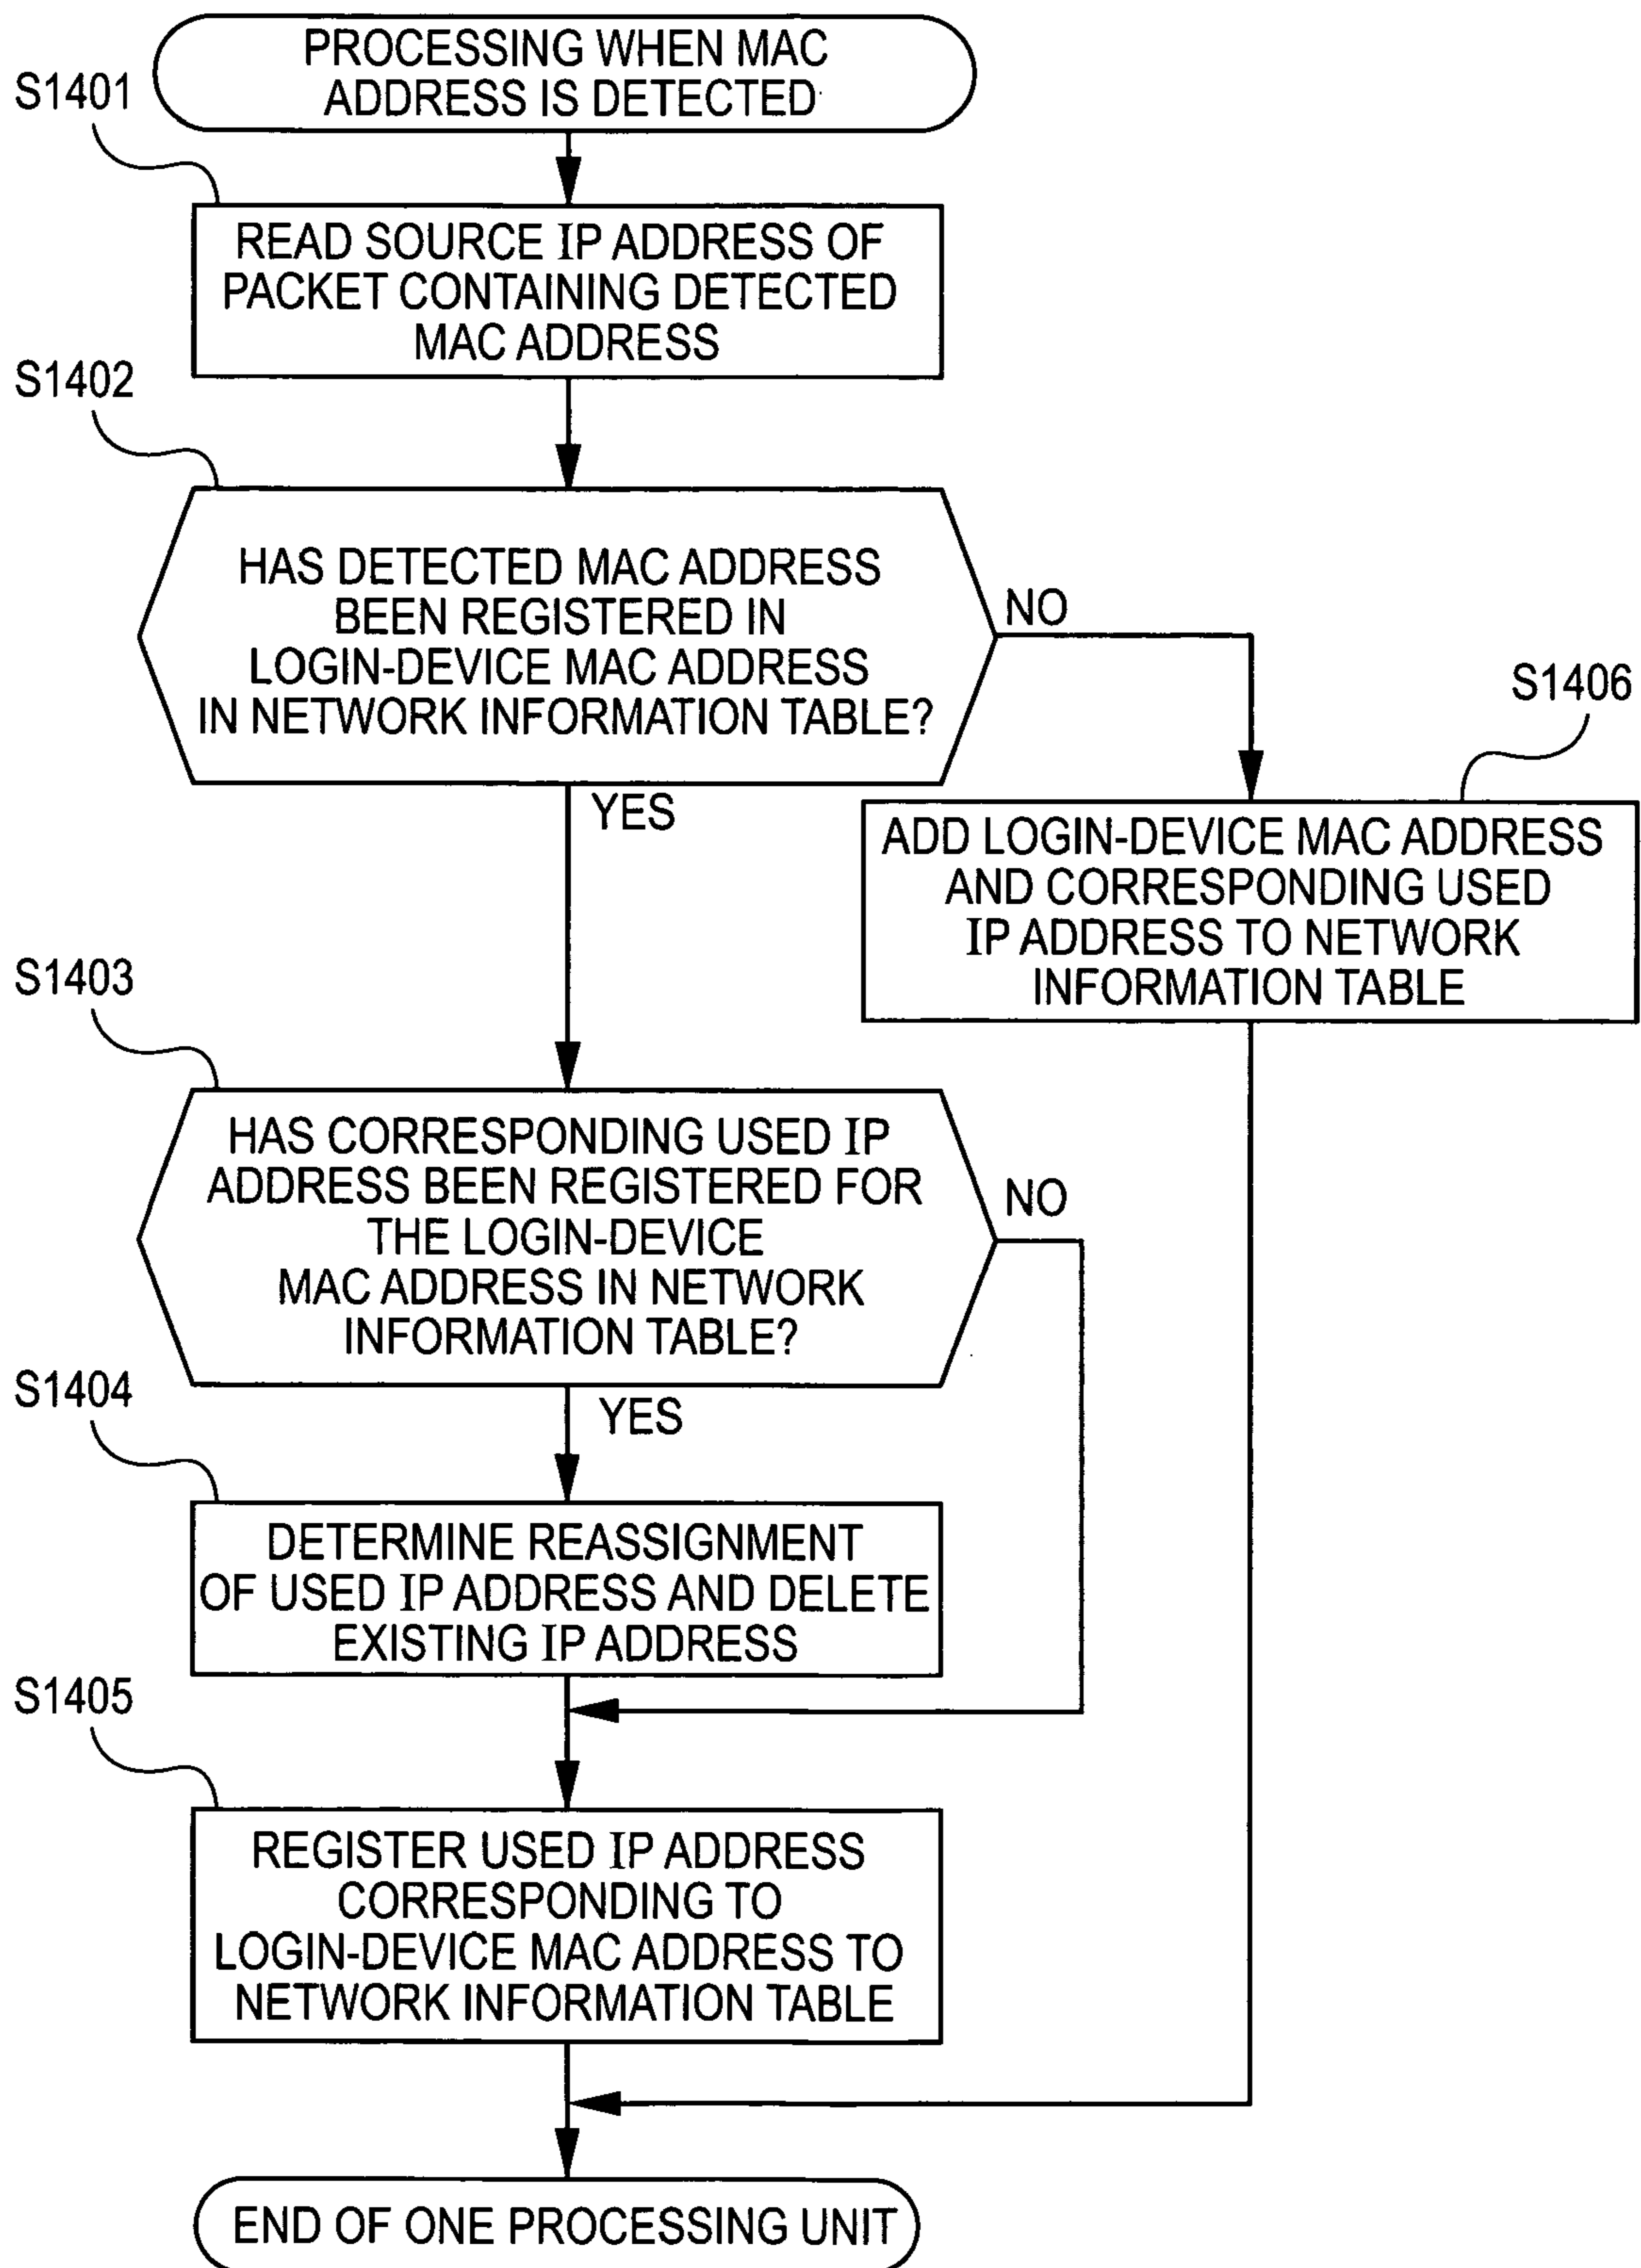 PROCESSING WHEN MAC
ADDRESS IS DETECTED
S1401
READ SOURCE IP ADDRESS OF
PACKET CONTAINING DETECTED
MAC ADDRESS
S1402
HAS DETECTED MAC ADDRESS
BEEN REGISTERED IN
LOGIN-DEVICE MAC ADDRESS
IN NETWORK INFORMATION TABLE?
NO
YES
S1406
ADD LOGIN-DEVICE MAC ADDRESS
AND CORRESPONDING USED
IP ADDRESS TO NETWORK
INFORMATION TABLE
S1403
HAS CORRESPONDING USED IP
ADDRESS BEEN REGISTERED FOR
THE LOGIN-DEVICE
MAC ADDRESS IN NETWORK
INFORMATION TABLE?
NO
YES
S1404
DETERMINE REASSIGNMENT
OF USED IP ADDRESS AND DELETE
EXISTING IP ADDRESS
S1405
REGISTER USED IP ADDRESS
CORRESPONDING TO
LOGIN-DEVICE MAC ADDRESS TO
NETWORK INFORMATION TABLE
END OF ONE PROCESSING UNIT